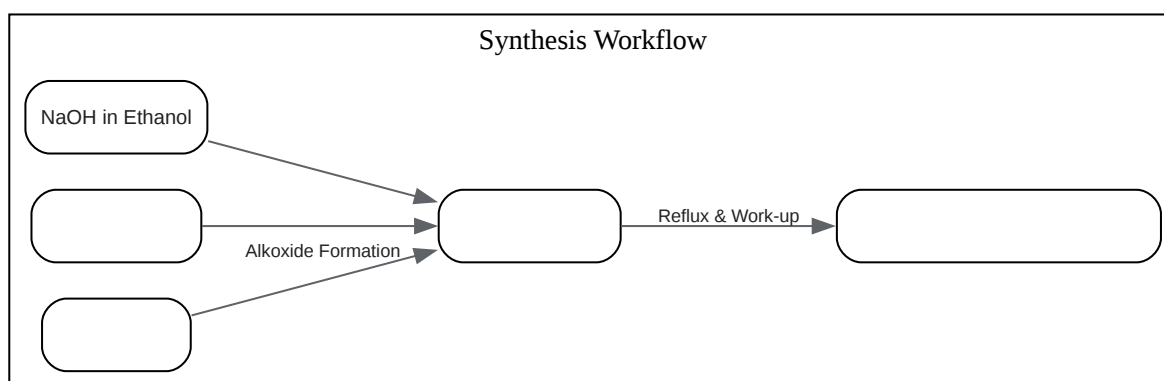 Synthesis Workflow
NaOH in Ethanol
Reflux & Work-up
Alkoxide Formation